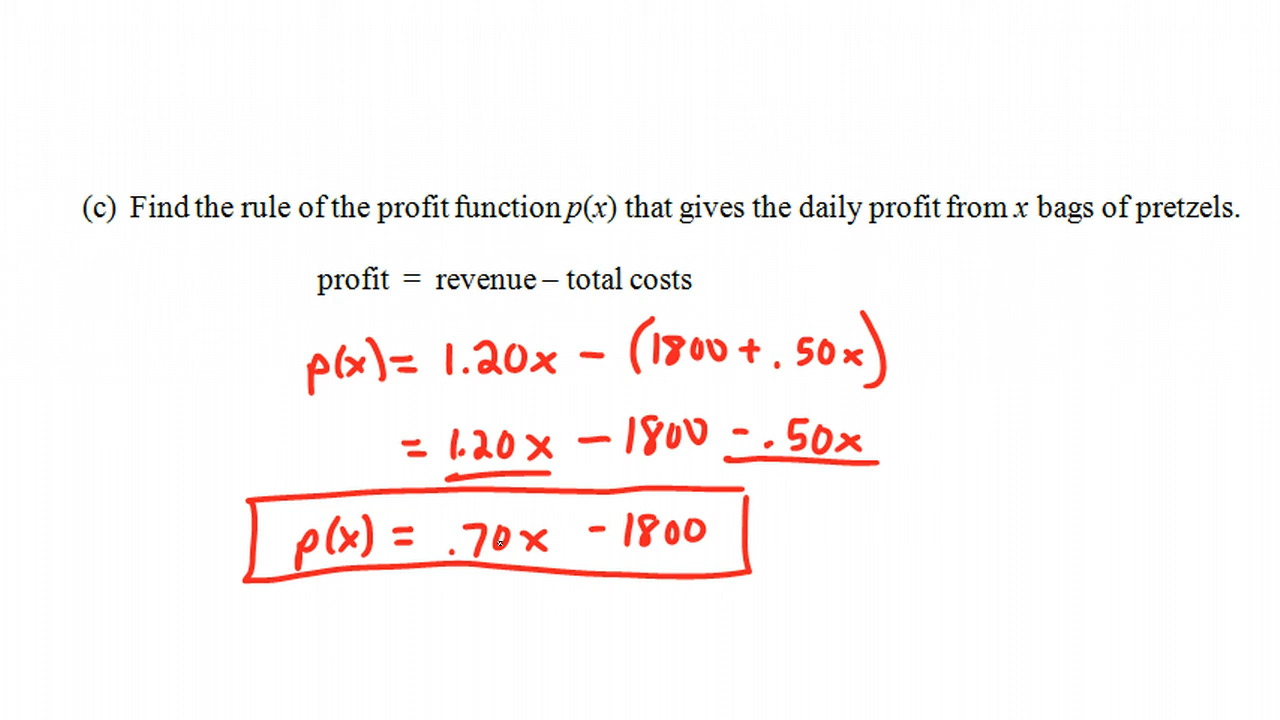 (c) Find the rule of the profit function p(x) that gives the daily profit from x bags of pretzels.
profit = revenue – total costs
p(x) = 1.20x - (1800 + .50x)
= 1.20x - 1800 - .50x
p(x) = .70x - 1800